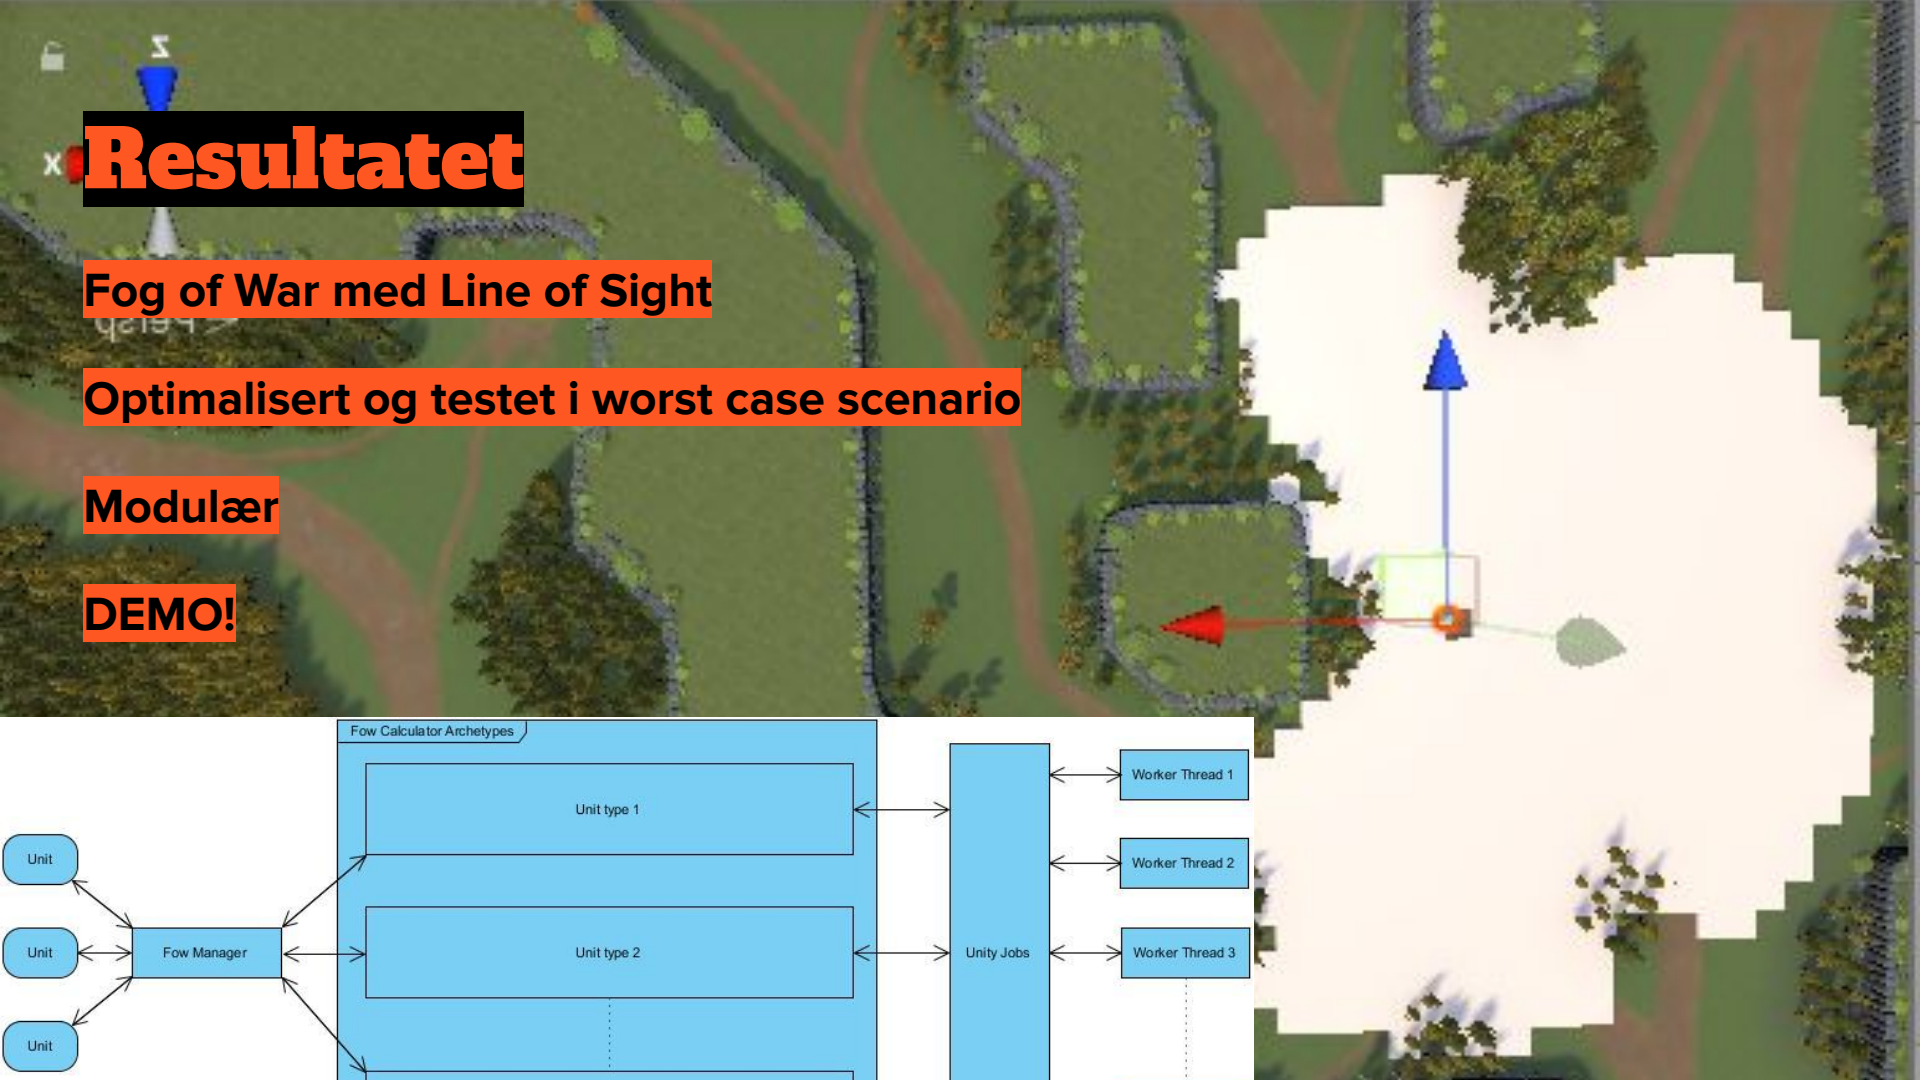 Z
X
Resultatet
Fog of War med Line of Sight
Persp
Optimalisert og testet i worst case scenario
Modulær
DEMO!
Fow Calculator Archetypes
Unit type 1
Unit type 2
Unit
Unit
Unit
Fow Manager
Unity Jobs
Worker Thread 1
Worker Thread 2
Worker Thread 3